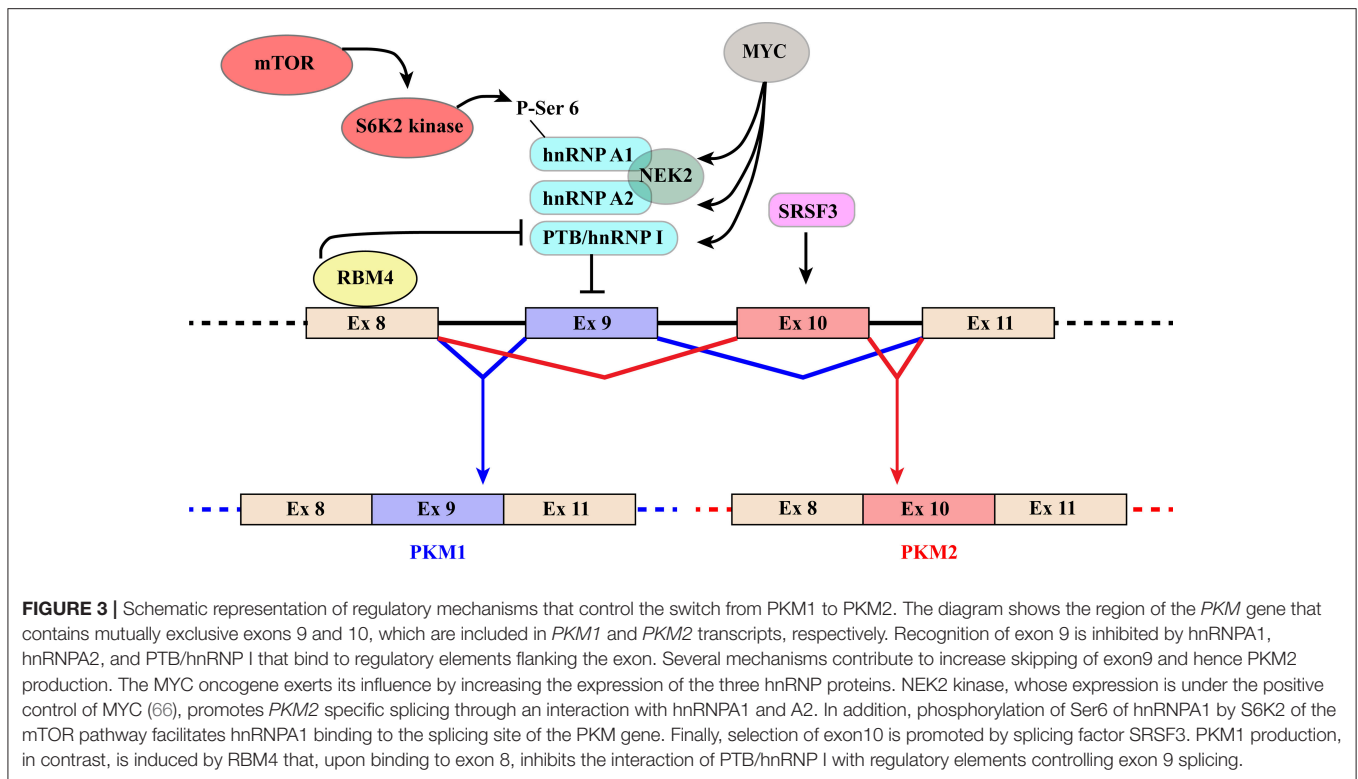 MYC
mTOR
S6K2 kinase
P-Ser 6
hnRNP A1
NEK2
hnRNP A2
SRSF3
PTB/hnRNP I
RBM4
Ex 8 Ex 9 Ex 10 Ex 11
Ex 8 Ex 9 Ex 11 Ex 8 Ex 10 Ex 11
PKM1 PKM2
FIGURE 3 | Schematic representation of regulatory mechanisms that control the switch from PKM1 to PKM2. The diagram shows the region of the PKM gene that
contains mutually exclusive exons 9 and 10, which are included in PKM1 and PKM2 transcripts, respectively. Recognition of exon 9 is inhibited by hnRNPA1,
hnRNPA2, and PTB/hnRNP I that bind to regulatory elements flanking the exon. Several mechanisms contribute to increase skipping of exon9 and hence PKM2
production. The MYC oncogene exerts its influence by increasing the expression of the three hnRNP proteins. NEK2 kinase, whose expression is under the positive
control of MYC (66), promotes PKM2 specific splicing through an interaction with hnRNPA1 and A2. In addition, phosphorylation of Ser6 of hnRNPA1 by S6K2 of the
mTOR pathway facilitates hnRNPA1 binding to the splicing site of the PKM gene. Finally, selection of exon10 is promoted by splicing factor SRSF3. PKM1 production,
in contrast, is induced by RBM4 that, upon binding to exon 8, inhibits the interaction of PTB/hnRNP I with regulatory elements controlling exon 9 splicing.